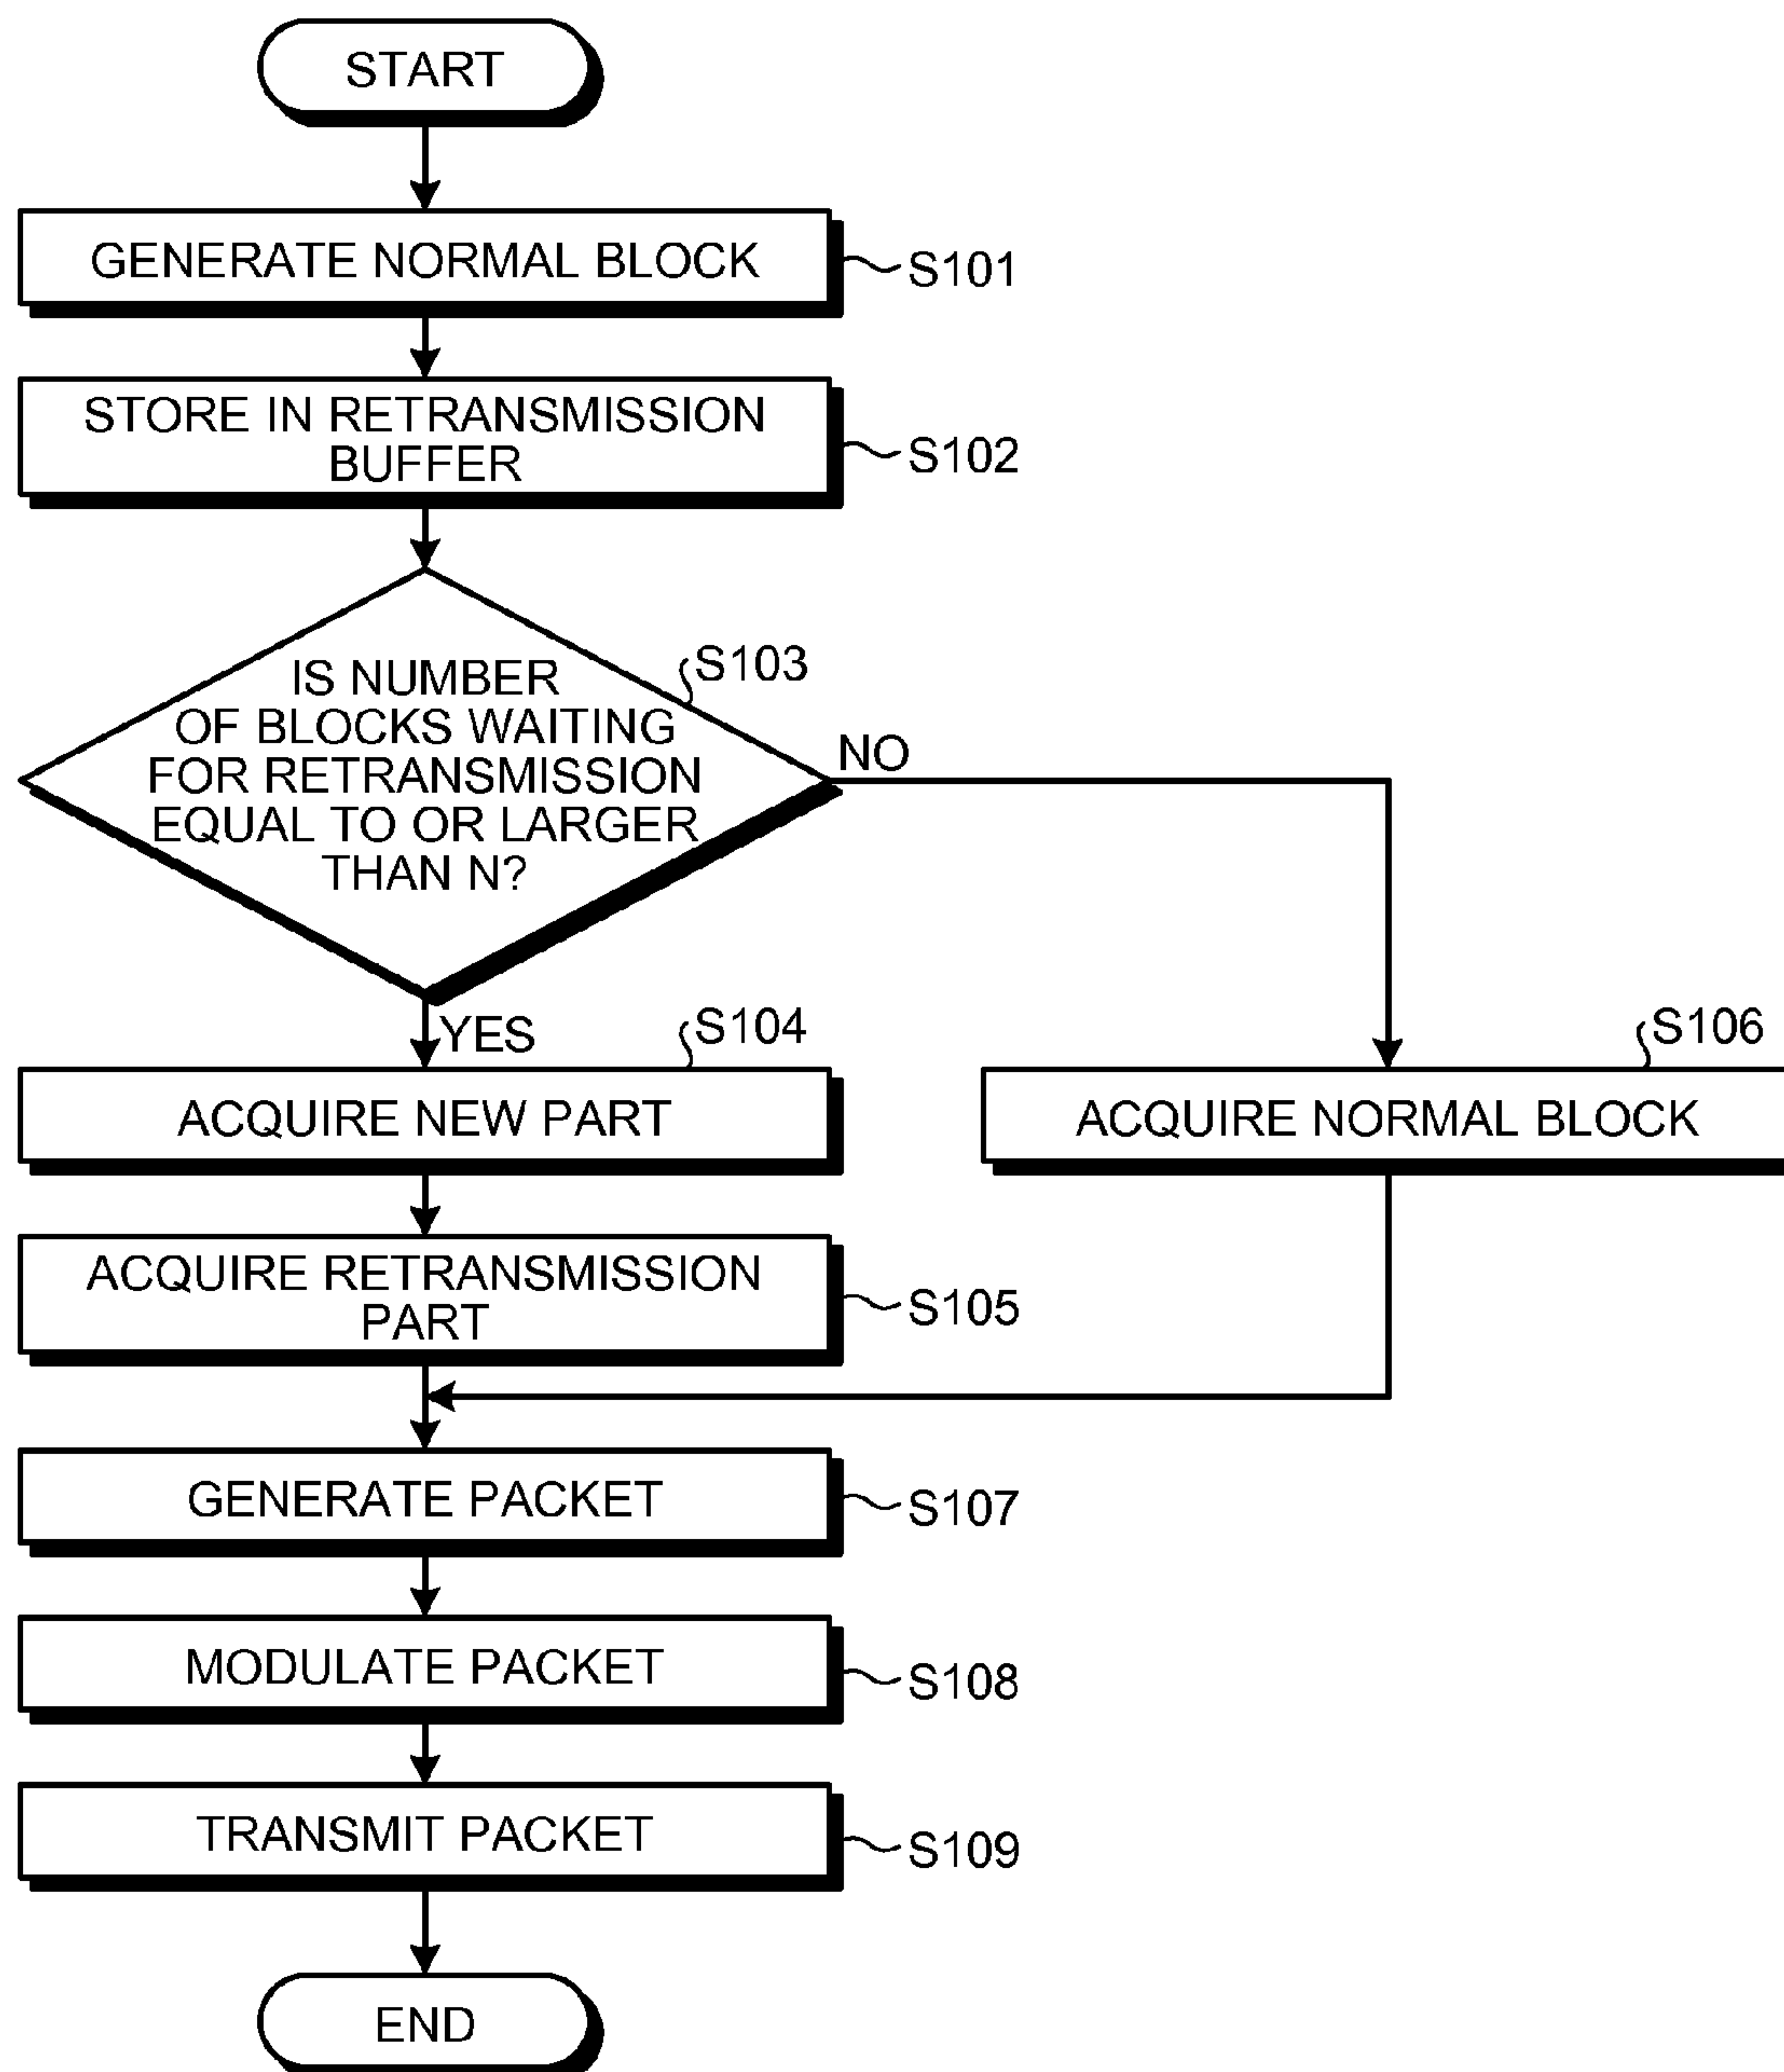 START
GENERATE NORMAL BLOCK
S101
STORE IN RETRANSMISSION
BUFFER
S102
S103
IS NUMBER
OF BLOCKS WAITING
FOR RETRANSMISSION
EQUAL TO OR LARGER
THAN N?
NO
YES
S104
ACQUIRE NEW PART
S106
ACQUIRE NORMAL BLOCK
ACQUIRE RETRANSMISSION
PART
S105
GENERATE PACKET
S107
MODULATE PACKET
S108
TRANSMIT PACKET
S109
END